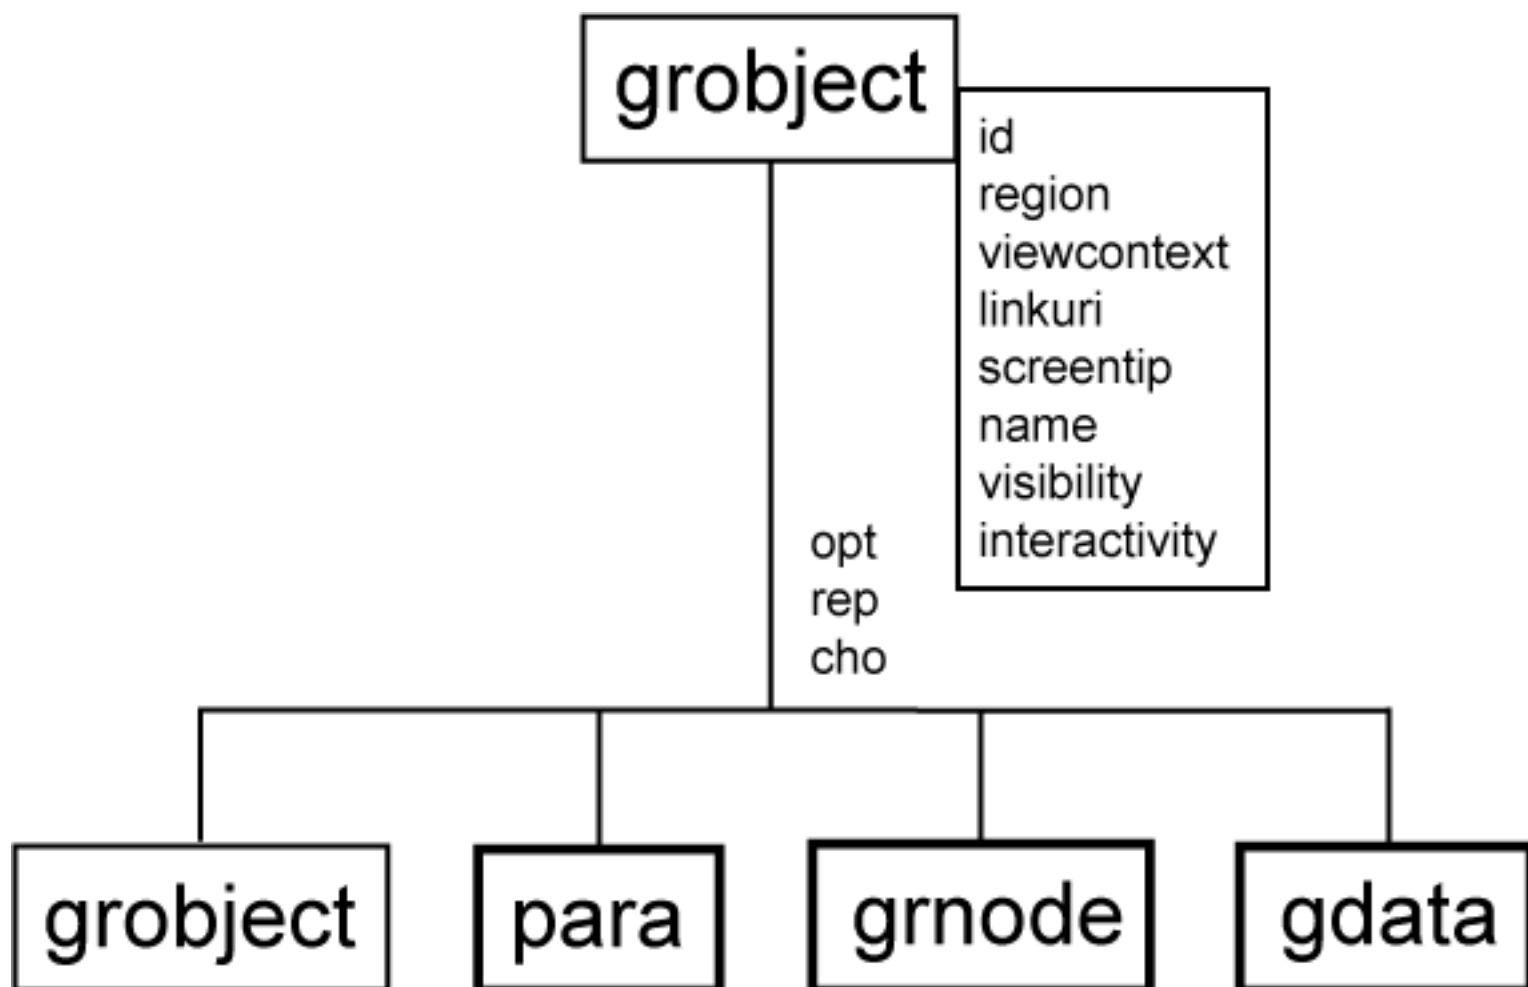 grobject
id
region
viewcontext
linkuri
screentip
name
visibility
interactivity
opt
rep
cho
grobject
para
grnode
gdata